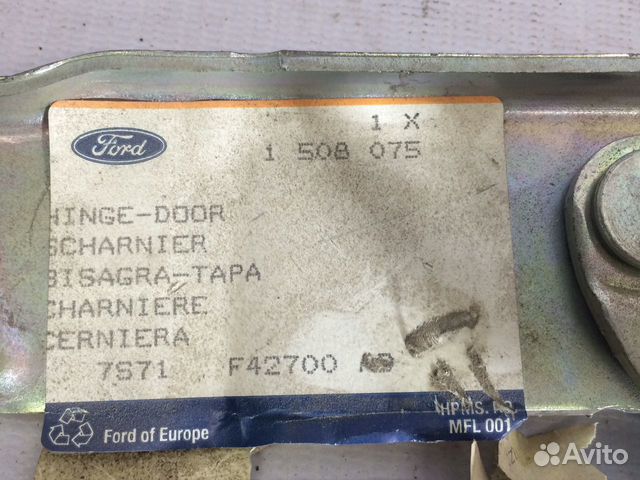 1 X
Ford
1 508 075
HINGE-DOOR
SCHARNIER
BISAGRA-TAPA
CHARNIERE
CERNIERA
7S71 F42700
HPMS.
Ford of Europe
MFL 001
Avito